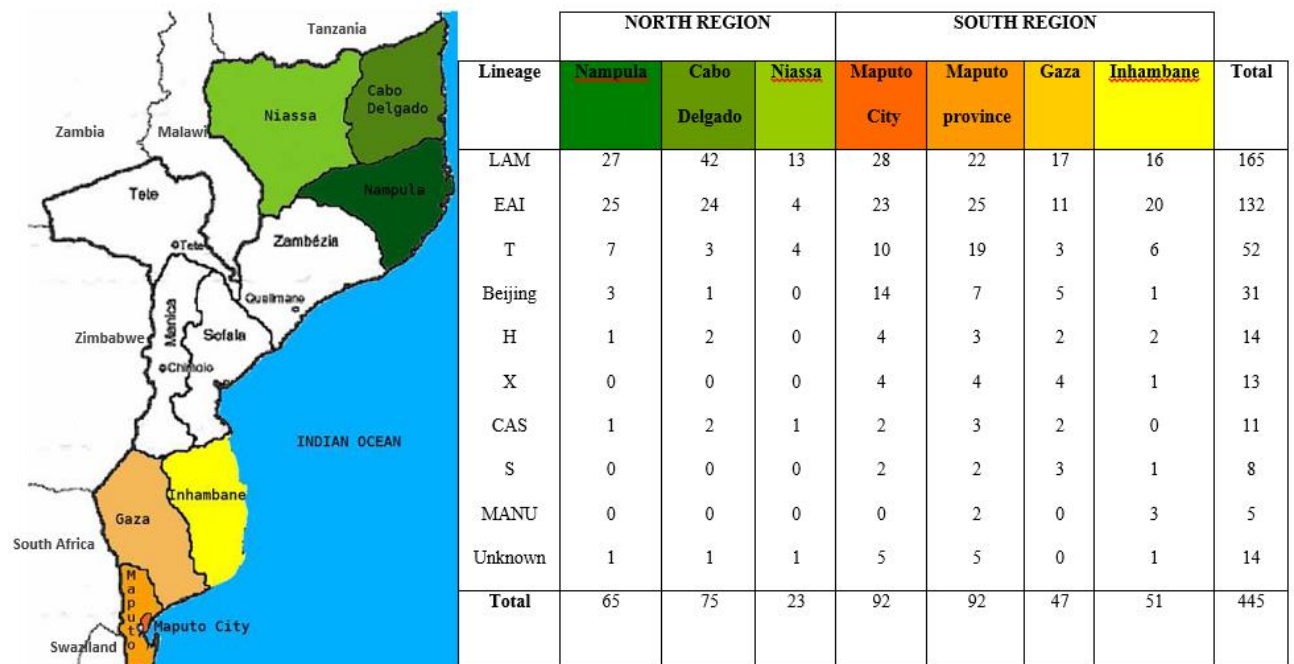 Tanzania
Cabo
Delgado
Niassa
Zambia
Malawi
Nampula
Tete
Tete
Zambézia
Quelimane
Manica
Sofala
Zimbabwe
Chimoio
INDIAN OCEAN
Inhambane
Gaza
South Africa
Maputo
Maputo City
Swaziland
NORTH REGION SOUTH REGION
Lineage Nampula Cabo Delgado Niassa Maputo City Maputo province Gaza Inhambane Total
LAM 27 42 13 28 22 17 16 165
EAI 25 24 4 23 25 11 20 132
T 7 3 4 10 19 3 6 52
Beijing 3 1 0 14 7 5 1 31
H 1 2 0 4 3 2 2 14
X 0 0 0 4 4 4 1 13
CAS 1 2 1 2 3 2 0 11
S 0 0 0 2 2 3 1 8
MANU 0 0 0 0 2 0 3 5
Unknown 1 1 1 5 5 0 1 14
Total 65 75 23 92 92 47 51 445